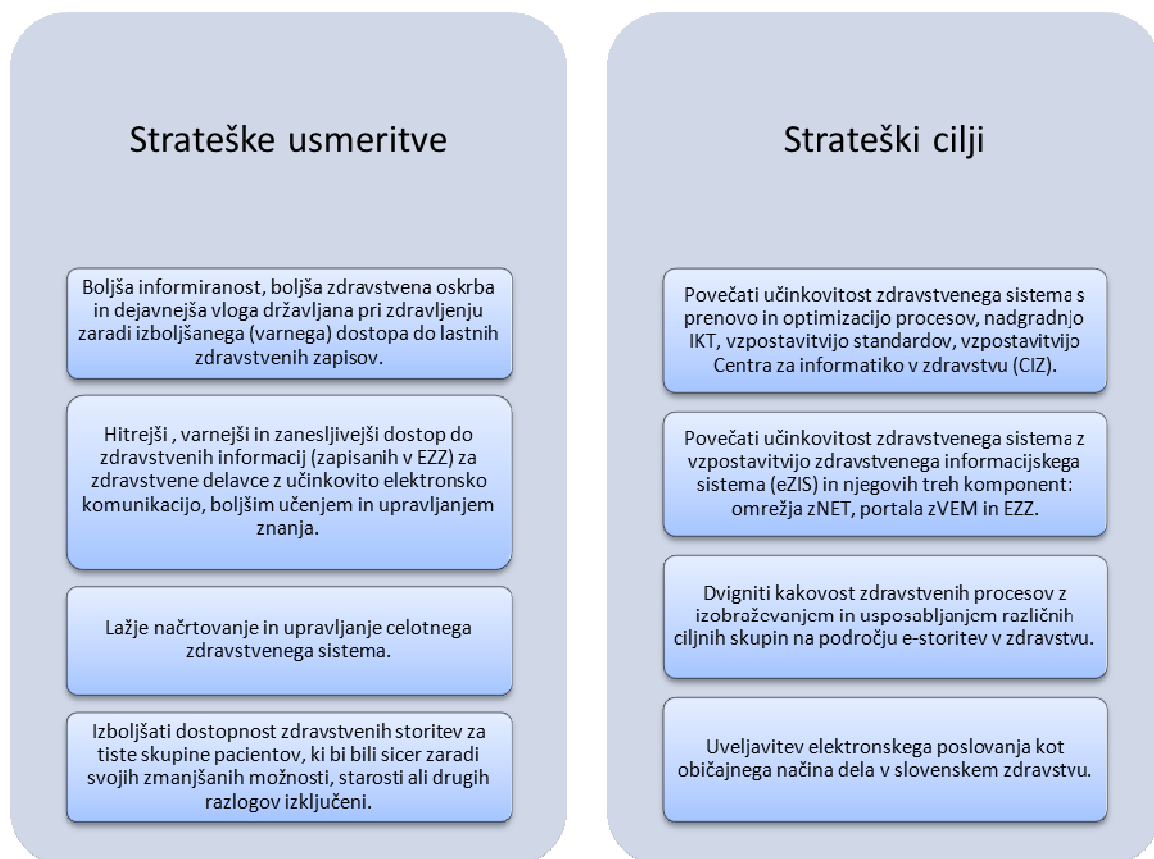 Strateške usmeritve
Boljša informiranost, boljša zdravstvena oskrba
in dejavnejša vloga državljana pri zdravljenju
zaradi izboljšanega (varnega) dostopa do lastnih
zdravstvenih zapisov.
Hitrejši , varnejši in zanesljivejši dostop do
zdravstvenih informacij (zapisanih v EZZ) za
zdravstvene delavce z učinkovito elektronsko
komunikacijo, boljšim učenjem in upravljanjem
znanja.
Lažje načrtovanje in upravljanje celotnega
zdravstvenega sistema.
Izboljšati dostopnost zdravstvenih storitev za
tiste skupine pacientov, ki bi bili sicer zaradi
svojih zmanjšanih možnosti, starosti ali drugih
razlogov izključeni.
Strateški cilji
Povečati učinkovitost zdravstvenega sistema s
prenovo in optimizacijo procesov, nadgradnjo
IKT, vzpostavitvijo standardov, vzpostavitvijo
Centra za informatiko v zdravstvu (CIZ).
Povečati učinkovitost zdravstvenega sistema z
vzpostavitvijo zdravstvenega informacijskega
sistema (eZIS) in njegovih treh komponent:
omrežja zNET, portala zVEM in EZZ.
Dvigniti kakovost zdravstvenih procesov z
izobraževanjem in usposabljanjem različnih
ciljnih skupin na področju e-storitev v zdravstvu.
Uveljavitev elektronskega poslovanja kot
običajnega načina dela v slovenskem zdravstvu.